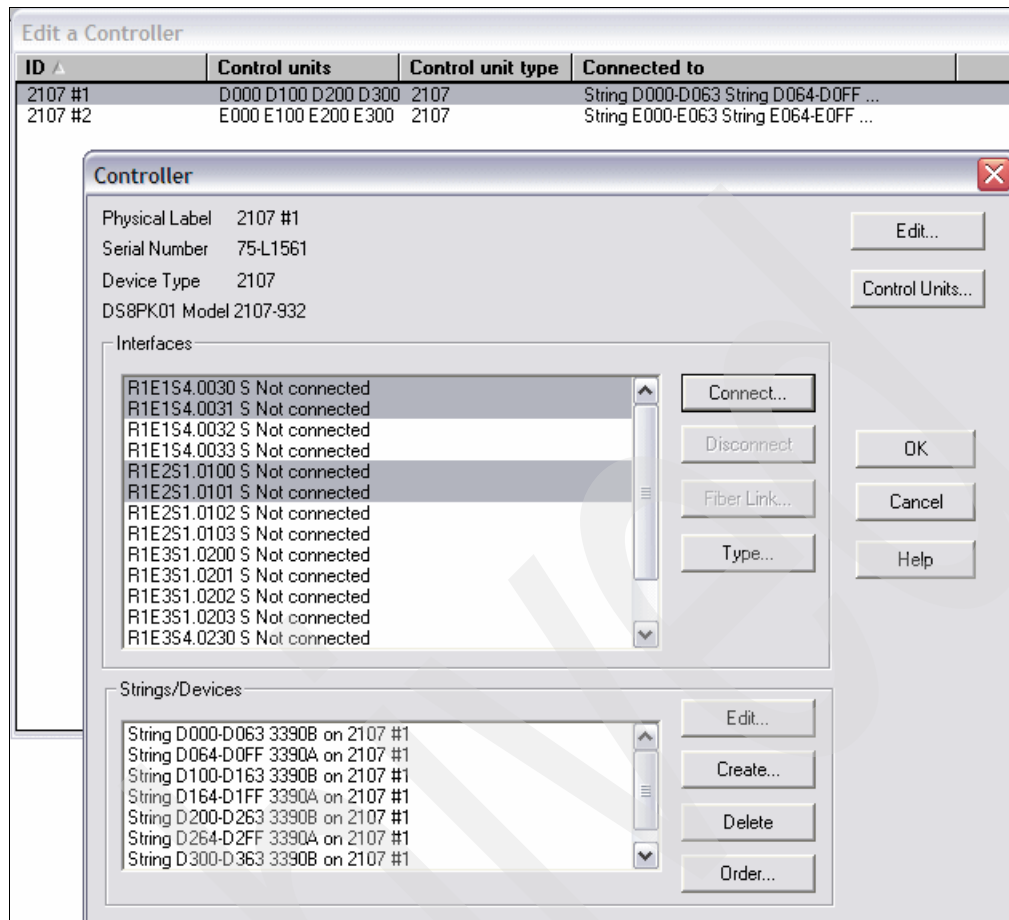 Edit a Controller
ID Control units Control unit type Connected to
2107 #1 D000 D100 D200 D300 2107 String D000-D063 String D064-D0FF ...
2107 #2 E000 E100 E200 E300 2107 String E000-E063 String E064-E0FF ...
Controller
Physical Label 2107 #1
Edit...
Serial Number 75-L1561
Device Type 2107
Control Units...
DS8PK01 Model 2107-932
Interfaces
R1E1S4.0030 S Not connected
Connect...
R1E1S4.0031 S Not connected
R1E1S4.0032 S Not connected
R1E1S4.0033 S Not connected
Disconnect
OK
R1E2S1.0100 S Not connected
R1E2S1.0101 S Not connected
Fiber Link...
Cancel
R1E2S1.0102 S Not connected
R1E2S1.0103 S Not connected
R1E3S1.0200 S Not connected
Type...
Help
R1E3S1.0201 S Not connected
R1E3S1.0202 S Not connected
R1E3S1.0203 S Not connected
R1E3S4.0230 S Not connected
Strings/Devices
Edit...
String D000-D063 3390B on 2107 #1
String D064-D0FF 3390A on 2107 #1
Create...
String D100-D163 3390B on 2107 #1
String D164-D1FF 3390A on 2107 #1
String D200-D263 3390B on 2107 #1
Delete
String D264-D2FF 3390A on 2107 #1
String D300-D363 3390B on 2107 #1
Order...